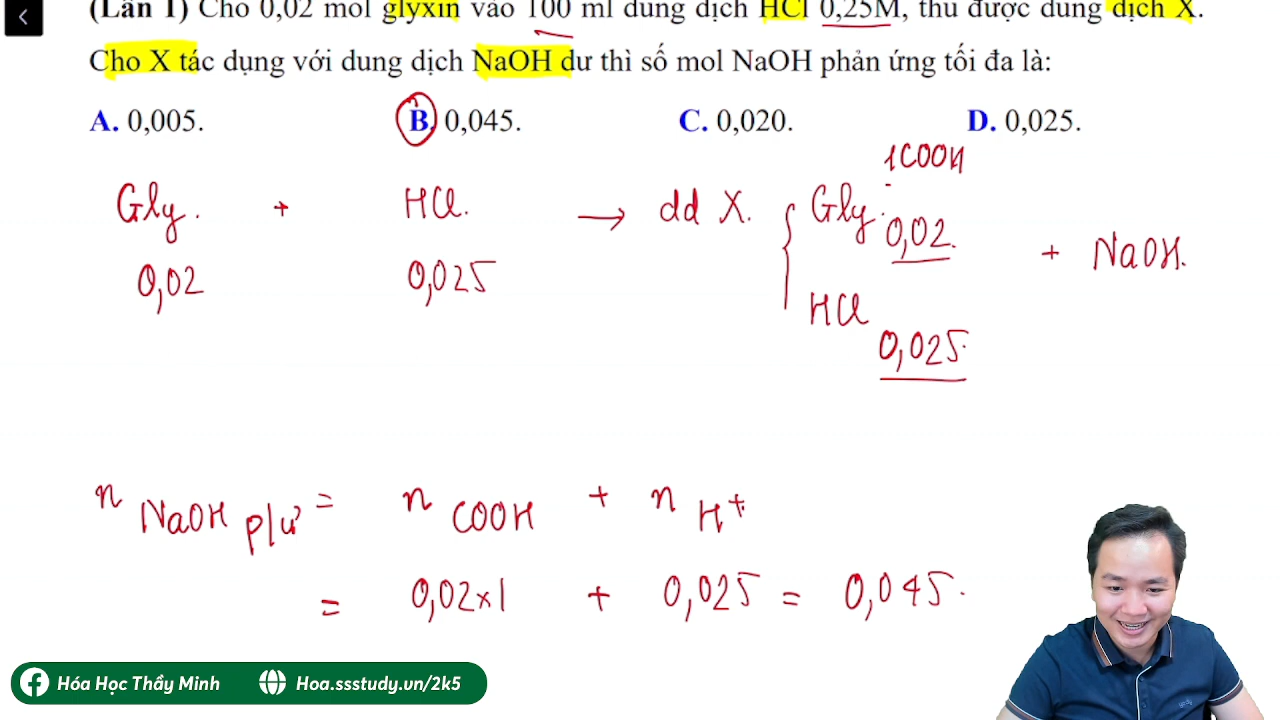 (Lần 1) Cho 0,02 mol glyxin vào 100 ml dung dịch HCl 0,25M, thu được dung dịch X.
Cho X tác dụng với dung dịch NaOH dư thì số mol NaOH phản ứng tối đa là:
A. 0,005. B. 0,045. C. 0,020. D. 0,025.
1COOH
Gly. + HCl. → dd X. { Gly. 0,02. + NaOH.
0,02 0,025 HCl 0,025.
n NaOH p/ư = n COOH + n H+
= 0,02×1 + 0,025 = 0,045.
Hóa Học Thầy Minh Hoa.ssstudy.vn/2k5